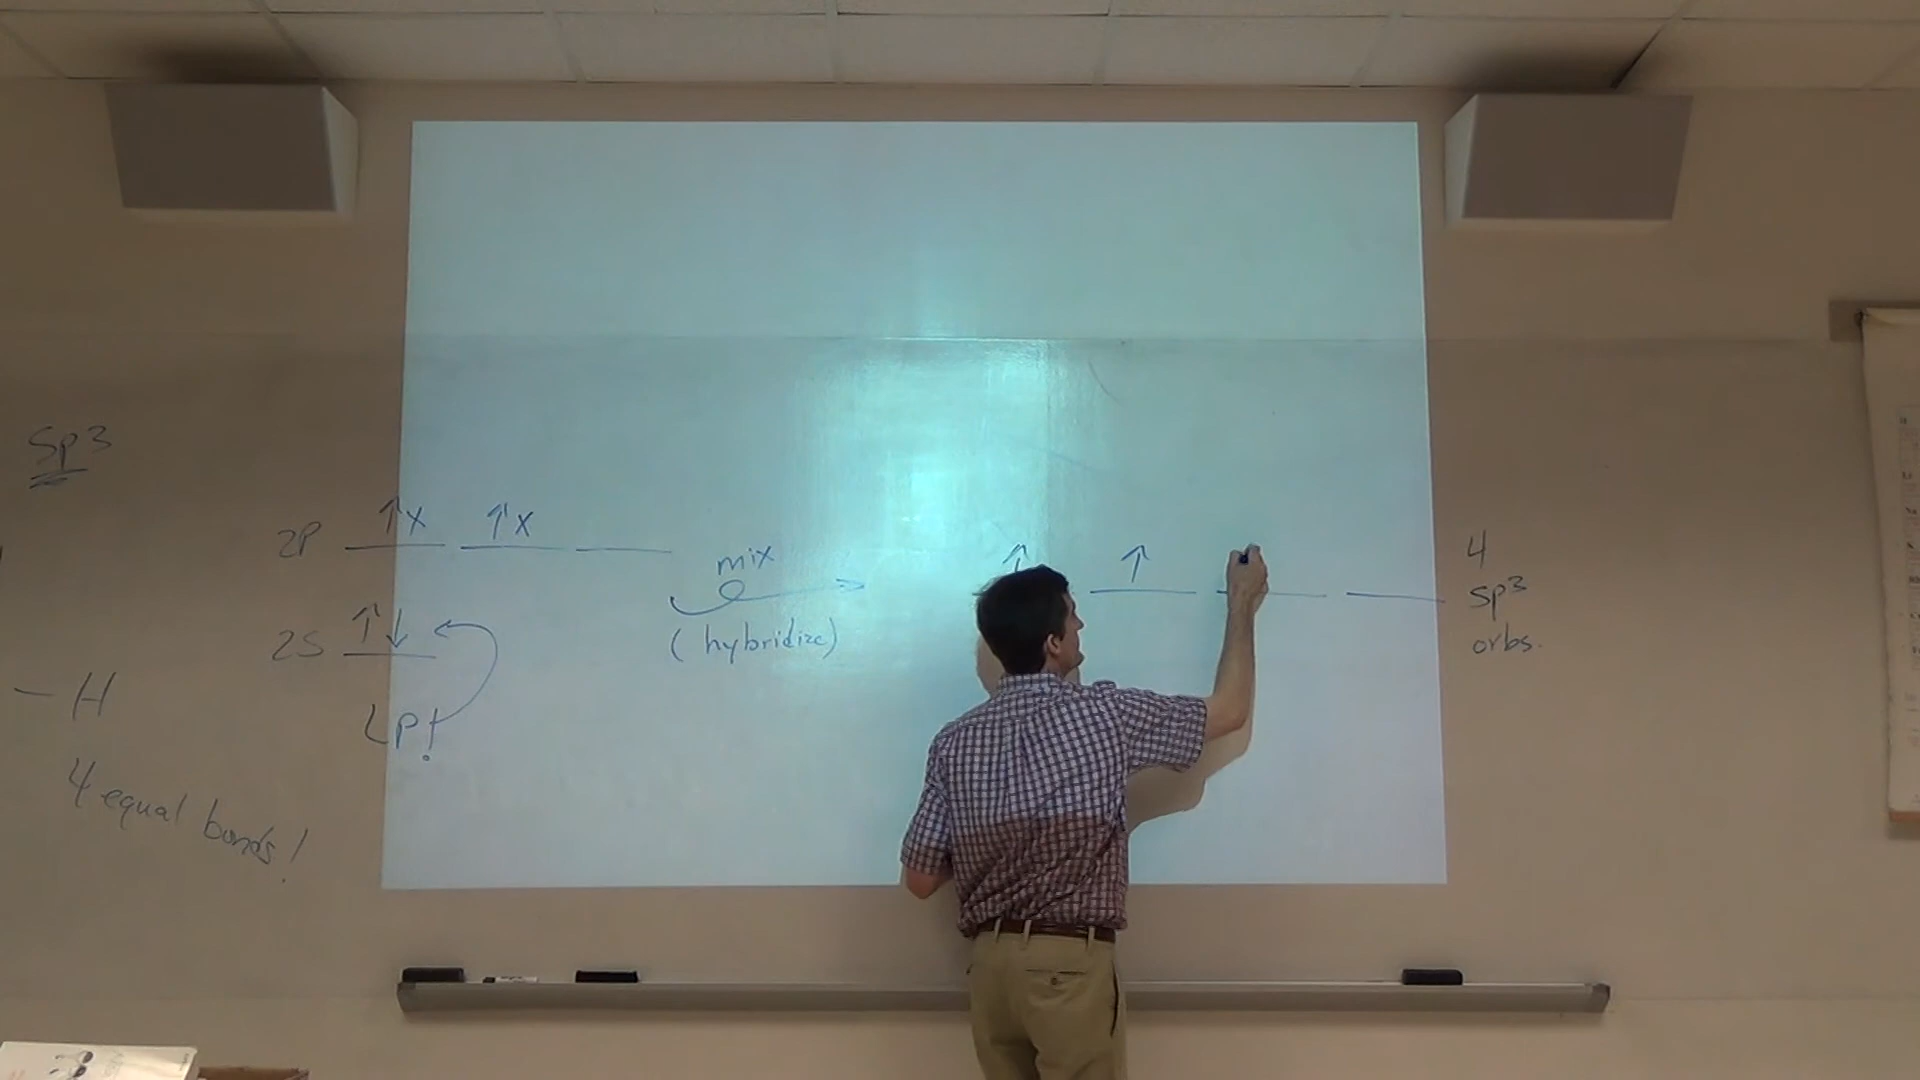 Sp3
2P ↑x ↑x
2S ↑↓
LP!
mix
(hybridize)
↑ ↑
4
sp3
orbs.
— H
4 equal bonds!